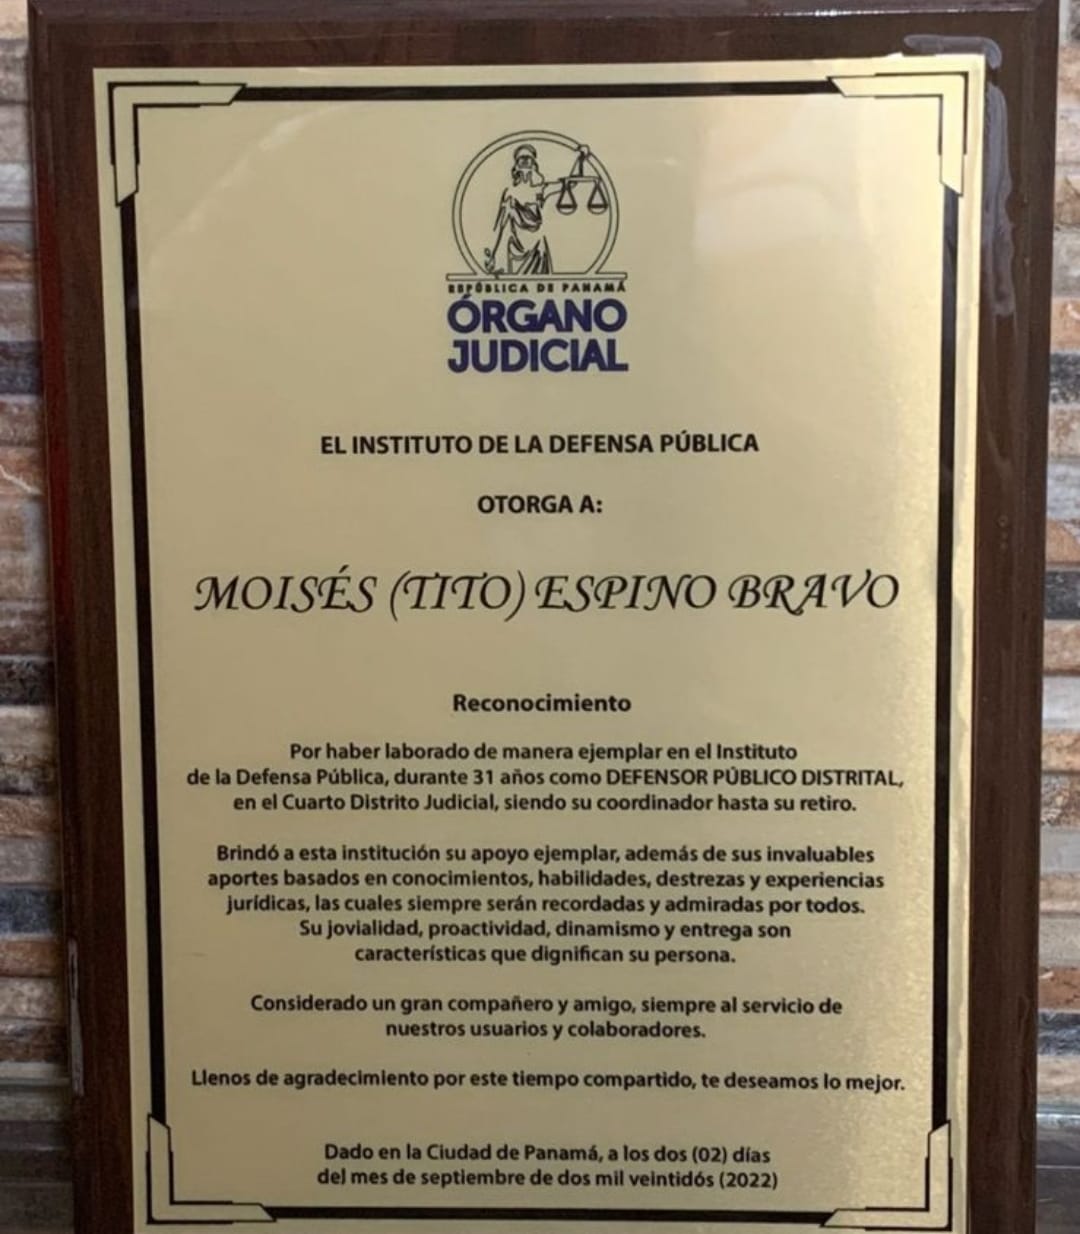 REPÚBLICA DE PANAMÁ
ÓRGANO
JUDICIAL
EL INSTITUTO DE LA DEFENSA PÚBLICA
OTORGA A:
MOISÉS (TITO) ESPINO BRAVO
Reconocimiento
Por haber laborado de manera ejemplar en el Instituto
de la Defensa Pública, durante 31 años como DEFENSOR PÚBLICO DISTRITAL,
en el Cuarto Distrito Judicial, siendo su coordinador hasta su retiro.
Brindó a esta institución su apoyo ejemplar, además de sus invaluables
aportes basados en conocimientos, habilidades, destrezas y experiencias
jurídicas, las cuales siempre serán recordadas y admiradas por todos.
Su jovialidad, proactividad, dinamismo y entrega son
características que dignifican su persona.
Considerado un gran compañero y amigo, siempre al servicio de
nuestros usuarios y colaboradores.
Llenos de agradecimiento por este tiempo compartido, te deseamos lo mejor.
Dado en la Ciudad de Panamá, a los dos (02) días
del mes de septiembre de dos mil veintidós (2022)